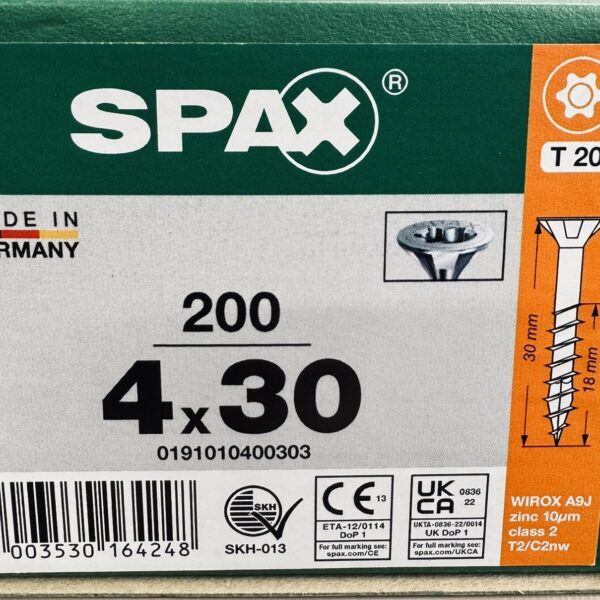 SPAX®
T 20
DE IN
RMANY
200
4x30
0191010400303
30 mm
18 mm
003530 164248
SKH
SKH-013
CE 13
ETA-12/0114
DoP 1
For full marking see:
spax.com/CE
UK
CA
0836
22
UKTA-0836-22/0014
UK DoP 1
For full marking see:
spax.com/UKCA
WIROX A9J
zinc 10µm
class 2
T2/C2nw